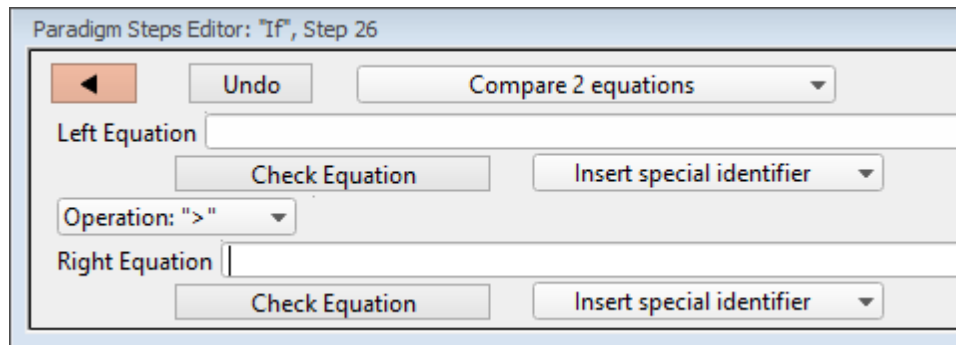 Paradigm Steps Editor: "If", Step 26
Undo Compare 2 equations
Left Equation
Check Equation Insert special identifier
Operation: ">"
Right Equation
Check Equation Insert special identifier